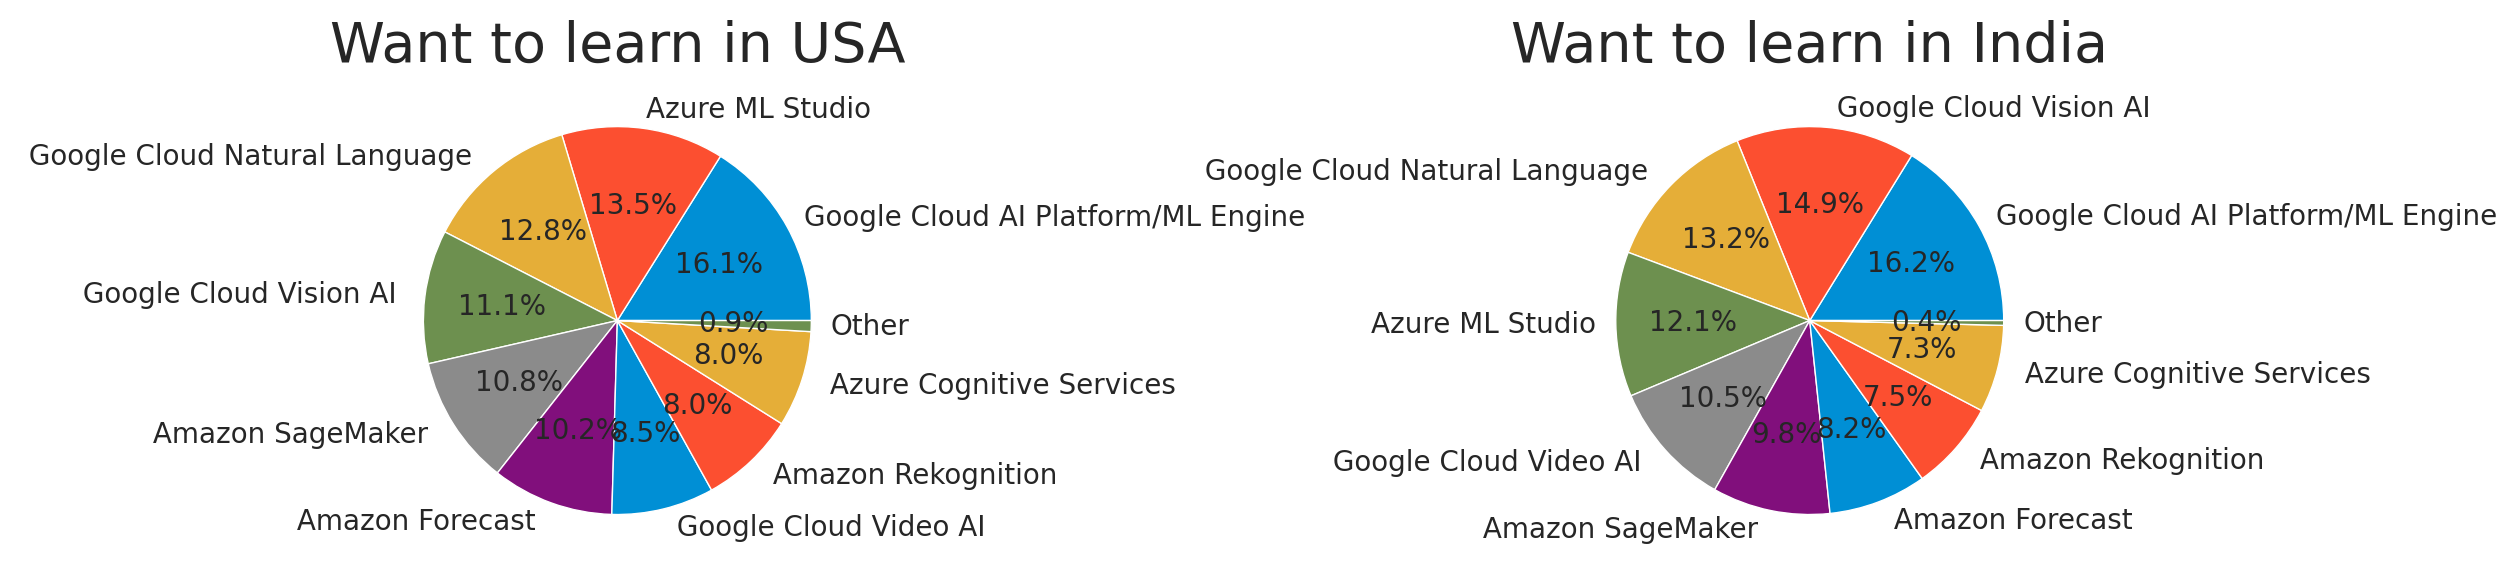 Want to learn in USA
Azure ML Studio
Google Cloud Natural Language
13.5%
12.8%
Google Cloud AI Platform/ML Engine
16.1%
Google Cloud Vision AI
11.1%
0.9%
Other
8.0%
10.8%
Azure Cognitive Services
8.0%
Amazon SageMaker
10.2%
8.5%
Amazon Rekognition
Amazon Forecast
Google Cloud Video AI
Want to learn in India
Google Cloud Vision AI
Google Cloud Natural Language
14.9%
13.2%
Google Cloud AI Platform/ML Engine
16.2%
Azure ML Studio
12.1%
0.4%
Other
7.3%
Azure Cognitive Services
10.5%
7.5%
9.8%
8.2%
Google Cloud Video AI
Amazon Rekognition
Amazon SageMaker
Amazon Forecast